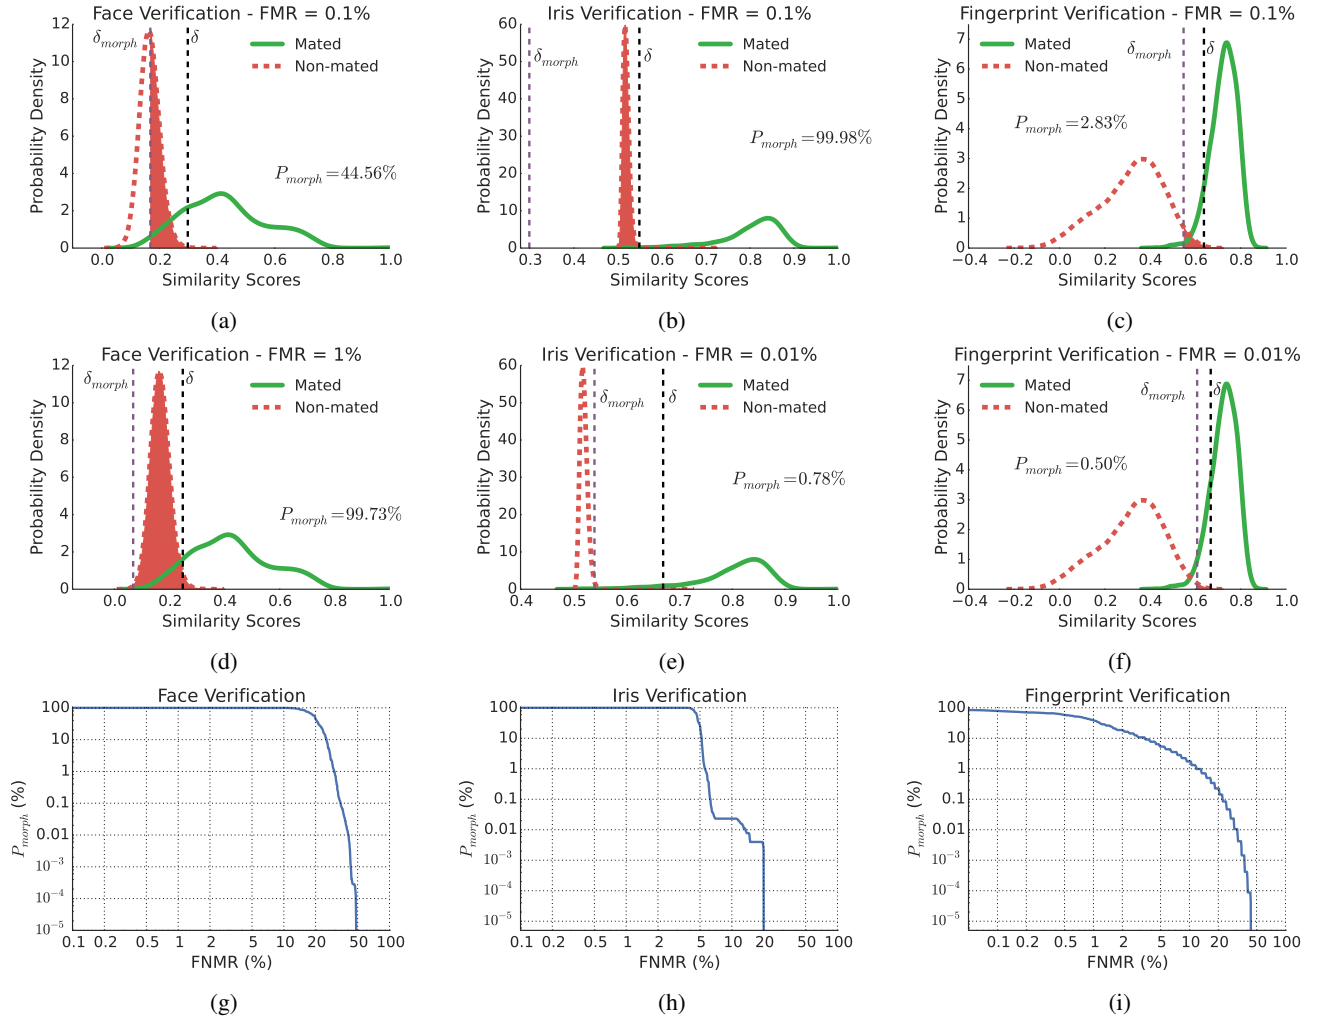 Face Verification - FMR = 0.1%
12
10
8
6
4
2
0
Probability Density
δmorph
δ
Mated
Non-mated
Pmorph=44.56%
0.0 0.2 0.4 0.6 0.8 1.0
Similarity Scores
(a)
Iris Verification - FMR = 0.1%
60
50
40
30
20
10
0
Probability Density
δmorph
δ
Mated
Non-mated
Pmorph=99.98%
0.3 0.4 0.5 0.6 0.7 0.8 0.9 1.0
Similarity Scores
(b)
Fingerprint Verification - FMR = 0.1%
7
6
5
4
3
2
1
0
Probability Density
δmorph
δ
Mated
Non-mated
Pmorph=2.83%
−0.4 −0.2 0.0 0.2 0.4 0.6 0.8 1.0
Similarity Scores
(c)
Face Verification - FMR = 1%
12
10
8
6
4
2
0
Probability Density
δmorph
δ
Mated
Non-mated
Pmorph=99.73%
0.0 0.2 0.4 0.6 0.8 1.0
Similarity Scores
(d)
Iris Verification - FMR = 0.01%
60
50
40
30
20
10
0
Probability Density
δmorph
δ
Mated
Non-mated
Pmorph=0.78%
0.4 0.5 0.6 0.7 0.8 0.9 1.0
Similarity Scores
(e)
Fingerprint Verification - FMR = 0.01%
7
6
5
4
3
2
1
0
Probability Density
δmorph
δ
Mated
Non-mated
Pmorph=0.50%
−0.4 −0.2 0.0 0.2 0.4 0.6 0.8 1.0
Similarity Scores
(f)
Face Verification
100
10
1
0.1
0.01
10⁻³
10⁻⁴
10⁻⁵
Pmorph (%)
0.1 0.2 0.5 1 2 5 10 20 50 100
FNMR (%)
(g)
Iris Verification
100
10
1
0.1
0.01
10⁻³
10⁻⁴
10⁻⁵
Pmorph (%)
0.1 0.2 0.5 1 2 5 10 20 50 100
FNMR (%)
(h)
Fingerprint Verification
100
10
1
0.1
0.01
10⁻³
10⁻⁴
10⁻⁵
Pmorph (%)
0.1 0.2 0.5 1 2 5 10 20 50 100
FNMR (%)
(i)